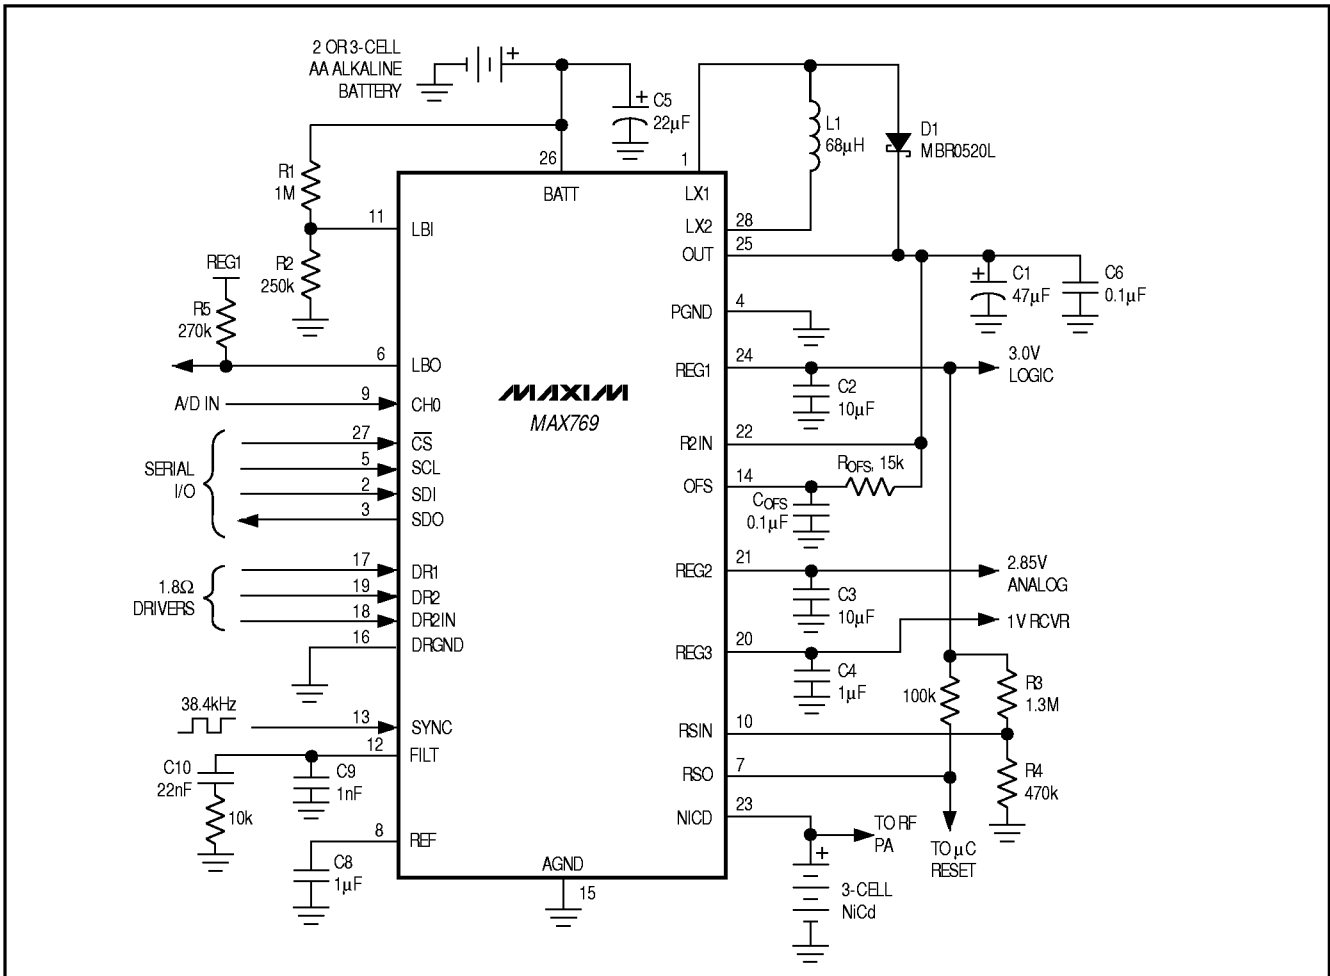 2 OR 3-CELL
AA ALKALINE
BATTERY
+
+
C5
22µF
L1
68µH
D1
MBR0520L
R1
1M
26
1
BATT
LX1
11
LBI
LX2
28
OUT
25
REG1
R2
250k
R5
270k
+
C1
47µF
C6
0.1µF
PGND
4
6
LBO
REG1
24
3.0V
LOGIC
C2
10µF
MAXIM
MAX769
A/D IN
9
CH0
27
CS
R2IN
22
SERIAL
I/O
5
SCL
2
SDI
3
SDO
OFS
14
ROFS, 15k
COFS
0.1µF
1.8Ω
DRIVERS
17
DR1
19
DR2
18
DR2IN
16
DRGND
REG2
21
2.85V
ANALOG
C3
10µF
1V RCVR
REG3
20
C4
1µF
100k
R3
1.3M
38.4kHz
13
SYNC
12
FILT
RSIN
10
C10
22nF
C9
1nF
10k
RSO
7
R4
470k
8
REF
C8
1µF
NICD
23
TO RF
PA
TO µC
RESET
AGND
15
+
3-CELL
NiCd